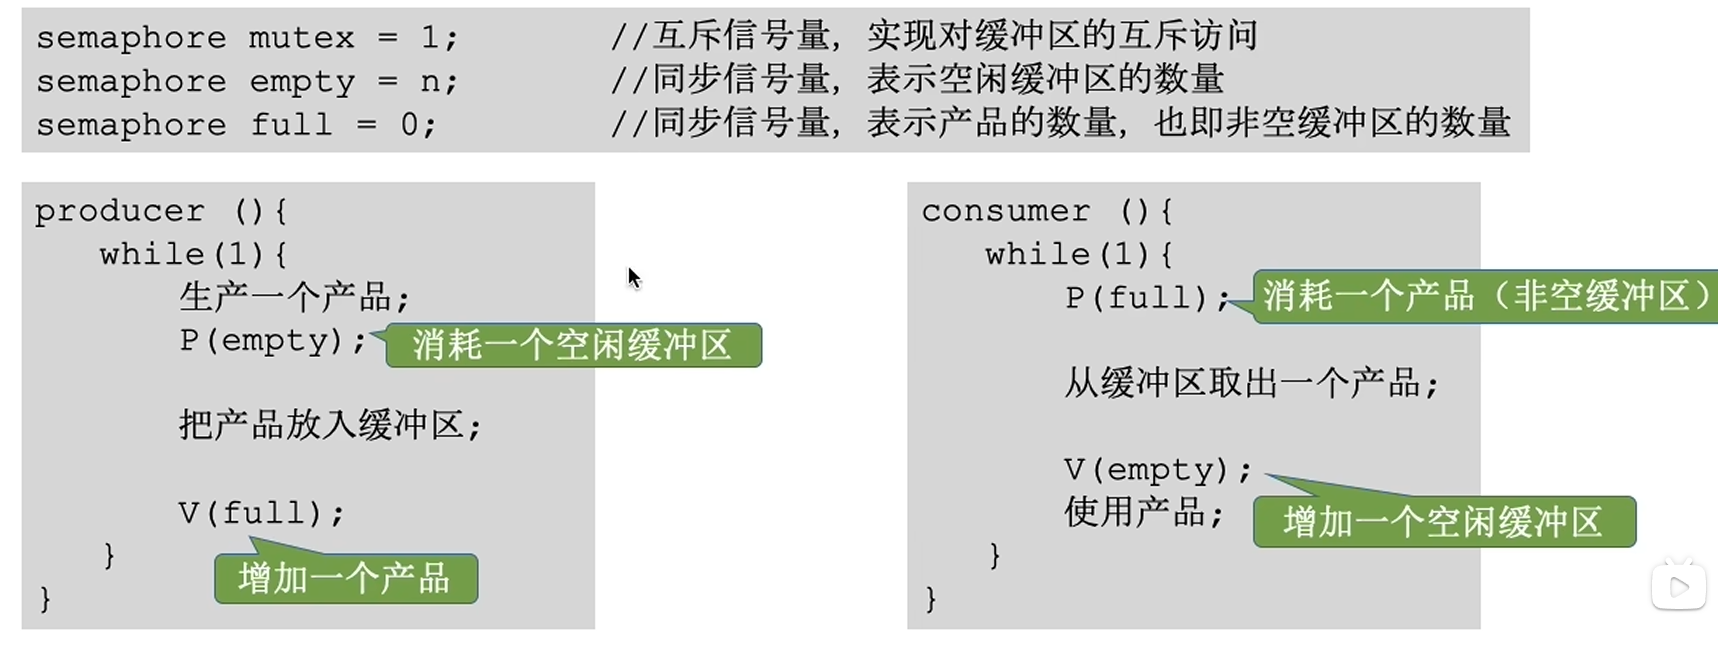 semaphore mutex = 1; //互斥信号量，实现对缓冲区的互斥访问
semaphore empty = n; //同步信号量，表示空闲缓冲区的数量
semaphore full = 0; //同步信号量，表示产品的数量，也即非空缓冲区的数量
producer (){
while(1){
生产一个产品;
P(empty);
消耗一个空闲缓冲区
把产品放入缓冲区;
V(full);
增加一个产品
}
}
consumer (){
while(1){
P(full);
消耗一个产品（非空缓冲区）
从缓冲区取出一个产品;
V(empty);
增加一个空闲缓冲区
使用产品;
}
}